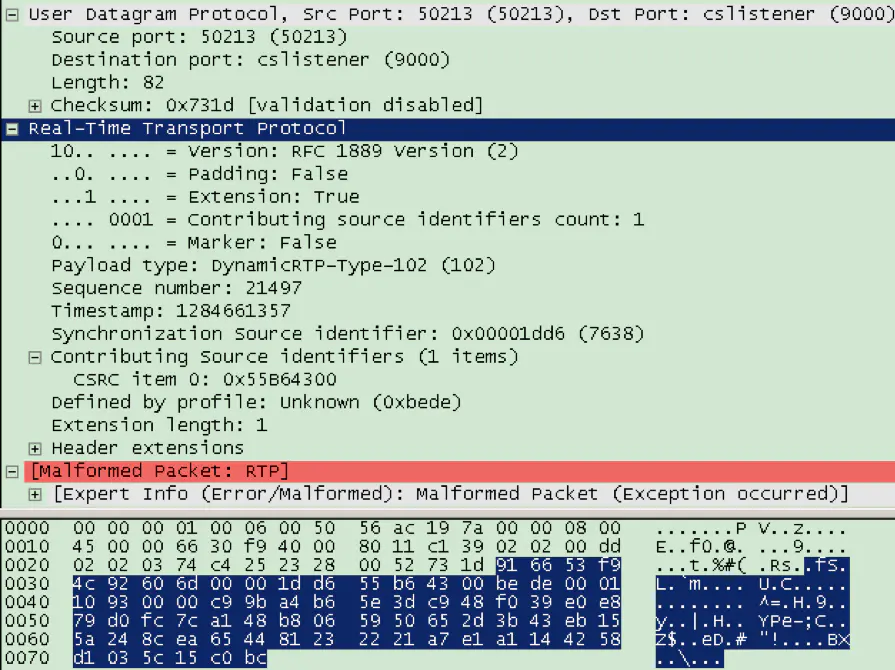 User Datagram Protocol, Src Port: 50213 (50213), Dst Port: cslistener (9000)
Source port: 50213 (50213)
Destination port: cslistener (9000)
Length: 82
Checksum: 0x731d [validation disabled]
Real-Time Transport Protocol
10.. .... = Version: RFC 1889 Version (2)
..0. .... = Padding: False
...1 .... = Extension: True
.... 0001 = Contributing source identifiers count: 1
0... .... = Marker: False
Payload type: DynamicRTP-Type-102 (102)
Sequence number: 21497
Timestamp: 1284661357
Synchronization Source identifier: 0x00001dd6 (7638)
Contributing Source identifiers (1 items)
CSRC item 0: 0x55B64300
Defined by profile: Unknown (0xbede)
Extension length: 1
Header extensions
[Malformed Packet: RTP]
[Expert Info (Error/Malformed): Malformed Packet (Exception occurred)]
0000 00 00 00 01 00 06 00 50 56 ac 19 7a 00 00 08 00 .......P V..z....
0010 45 00 00 66 30 f9 40 00 80 11 c1 39 02 02 00 dd E..f0.@. ...9....
0020 02 02 03 74 c4 25 23 28 00 52 73 1d 91 66 53 f9 ...t.%#( .Rs..fS.
0030 4c 92 60 6d 00 00 1d d6 55 b6 43 00 be de 00 01 L.`m.... U.C.....
0040 10 93 00 00 c9 9b a4 b6 5e 3d c9 48 f0 39 e0 e8 ........ ^=.H.9..
0050 79 d0 fc 7c a1 48 b8 06 59 50 65 2d 3b 43 eb 15 y..|.H.. YPe-;C..
0060 5a 24 8c ea 65 44 81 23 22 21 a7 e1 a1 14 42 58 Z$..eD.# "!....BX
0070 d1 03 5c 15 c0 bc ..\...